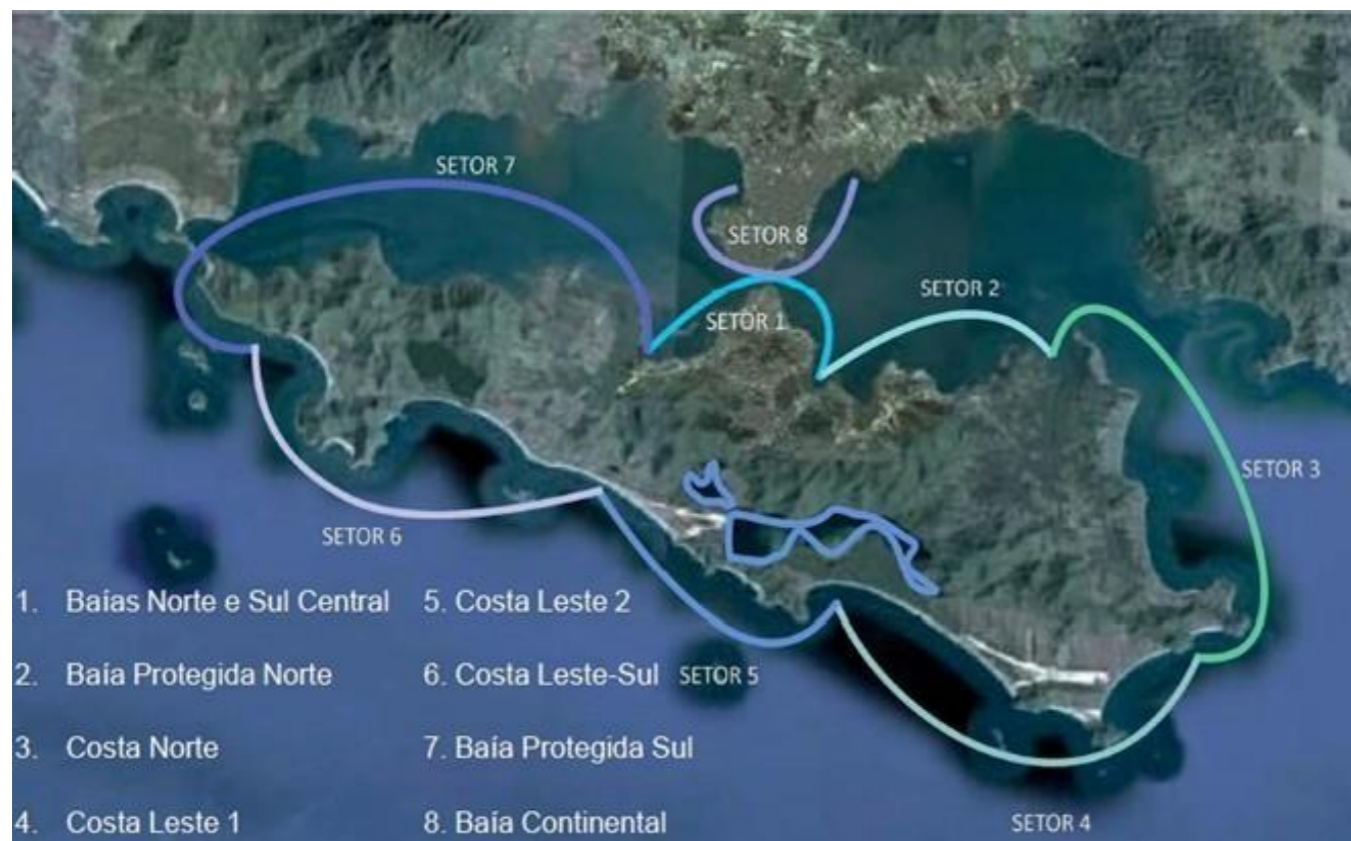 SETOR 7
SETOR 8
SETOR 2
SETOR 1
SETOR 3
SETOR 6
SETOR 5
SETOR 4
1. Baías Norte e Sul Central
2. Baía Protegida Norte
3. Costa Norte
4. Costa Leste 1
5. Costa Leste 2
6. Costa Leste-Sul
7. Baía Protegida Sul
8. Baía Continental